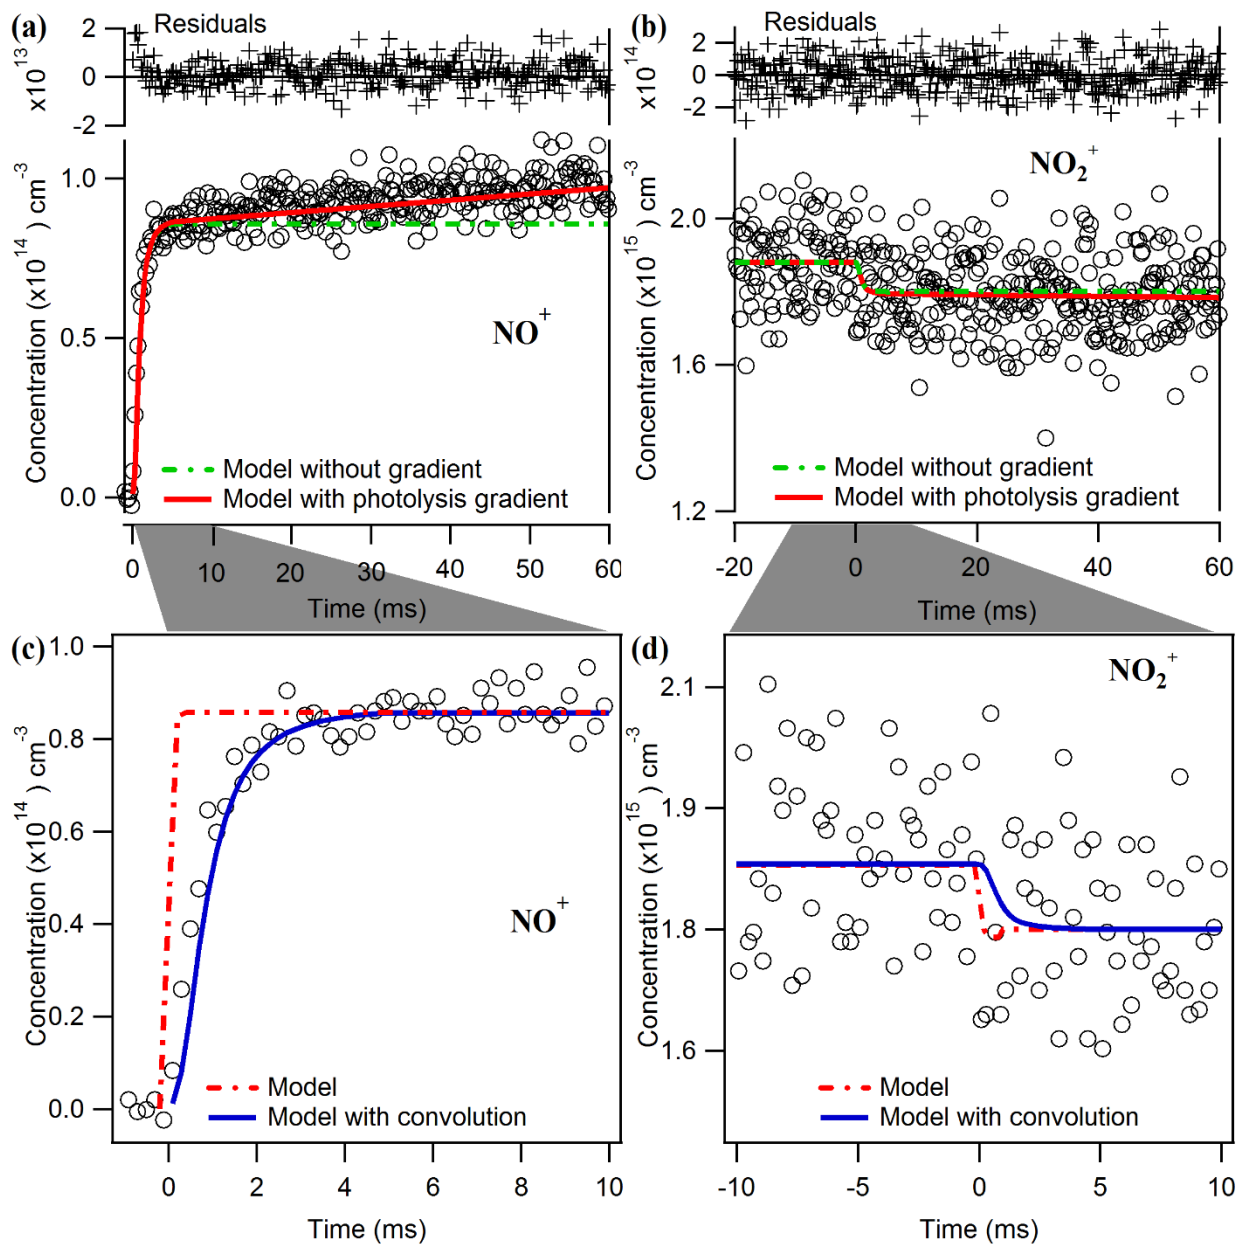 (a) Residuals
x10^13
2
0
-2
Concentration (x10^14 ) cm^-3
1.0
0.5
0.0
NO^+
Model without gradient
Model with photolysis gradient
0 10 20 30 40 50 60
Time (ms)
(b) Residuals
x10^14
2
0
-2
Concentration (x10^15 ) cm^-3
2.0
1.6
1.2
NO2^+
Model without gradient
Model with photolysis gradient
-20 0 20 40 60
Time (ms)
(c)
Concentration (x10^14 ) cm^-3
1.0
0.8
0.6
0.4
0.2
0.0
NO^+
Model
Model with convolution
0 2 4 6 8 10
Time (ms)
(d)
Concentration (x10^15 ) cm^-3
2.1
1.9
1.8
1.6
NO2^+
Model
Model with convolution
-10 -5 0 5 10
Time (ms)